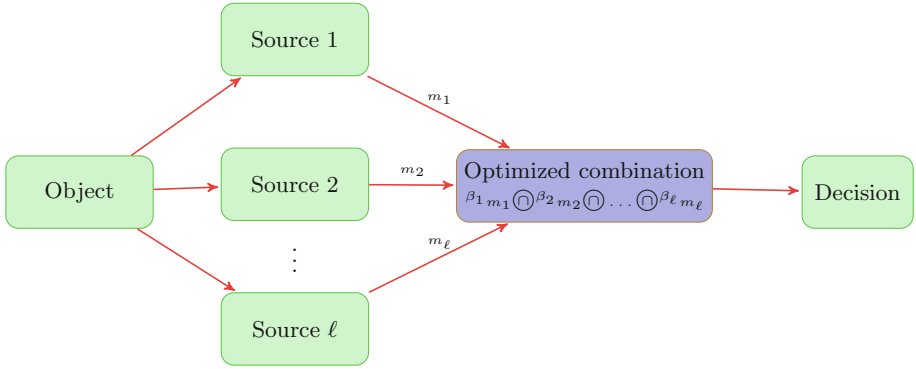 Source 1
m₁
Object
Source 2
m₂
Optimized combination
β₁m₁⋂⃝β₂m₂⋂⃝…⋂⃝βℓmℓ
Decision
⋮
mℓ
Source ℓ